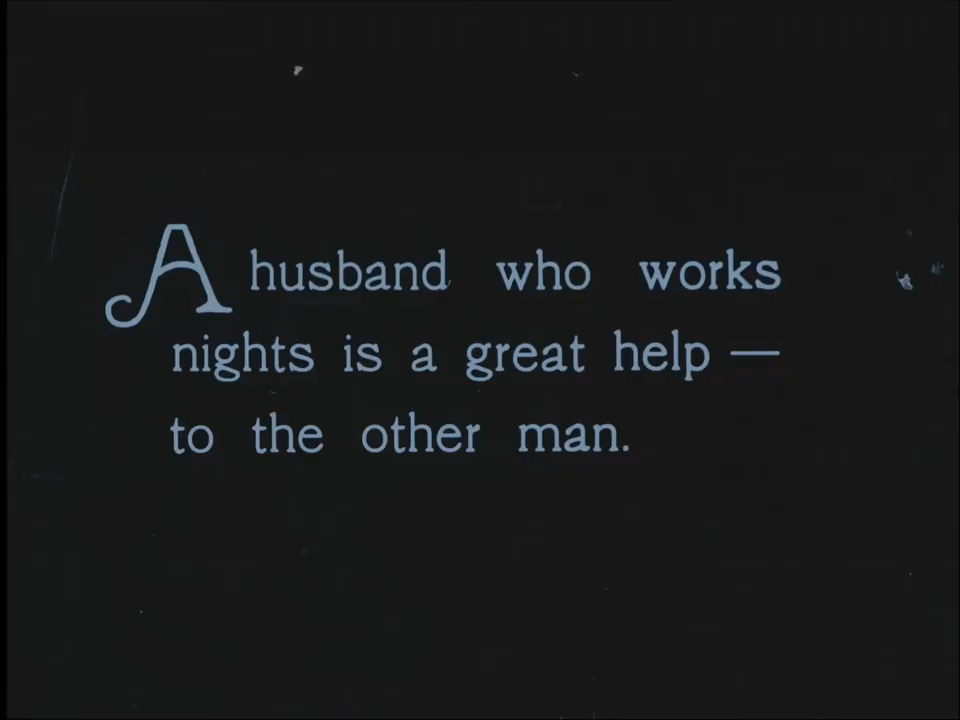 A husband who works
nights is a great help —
to the other man.